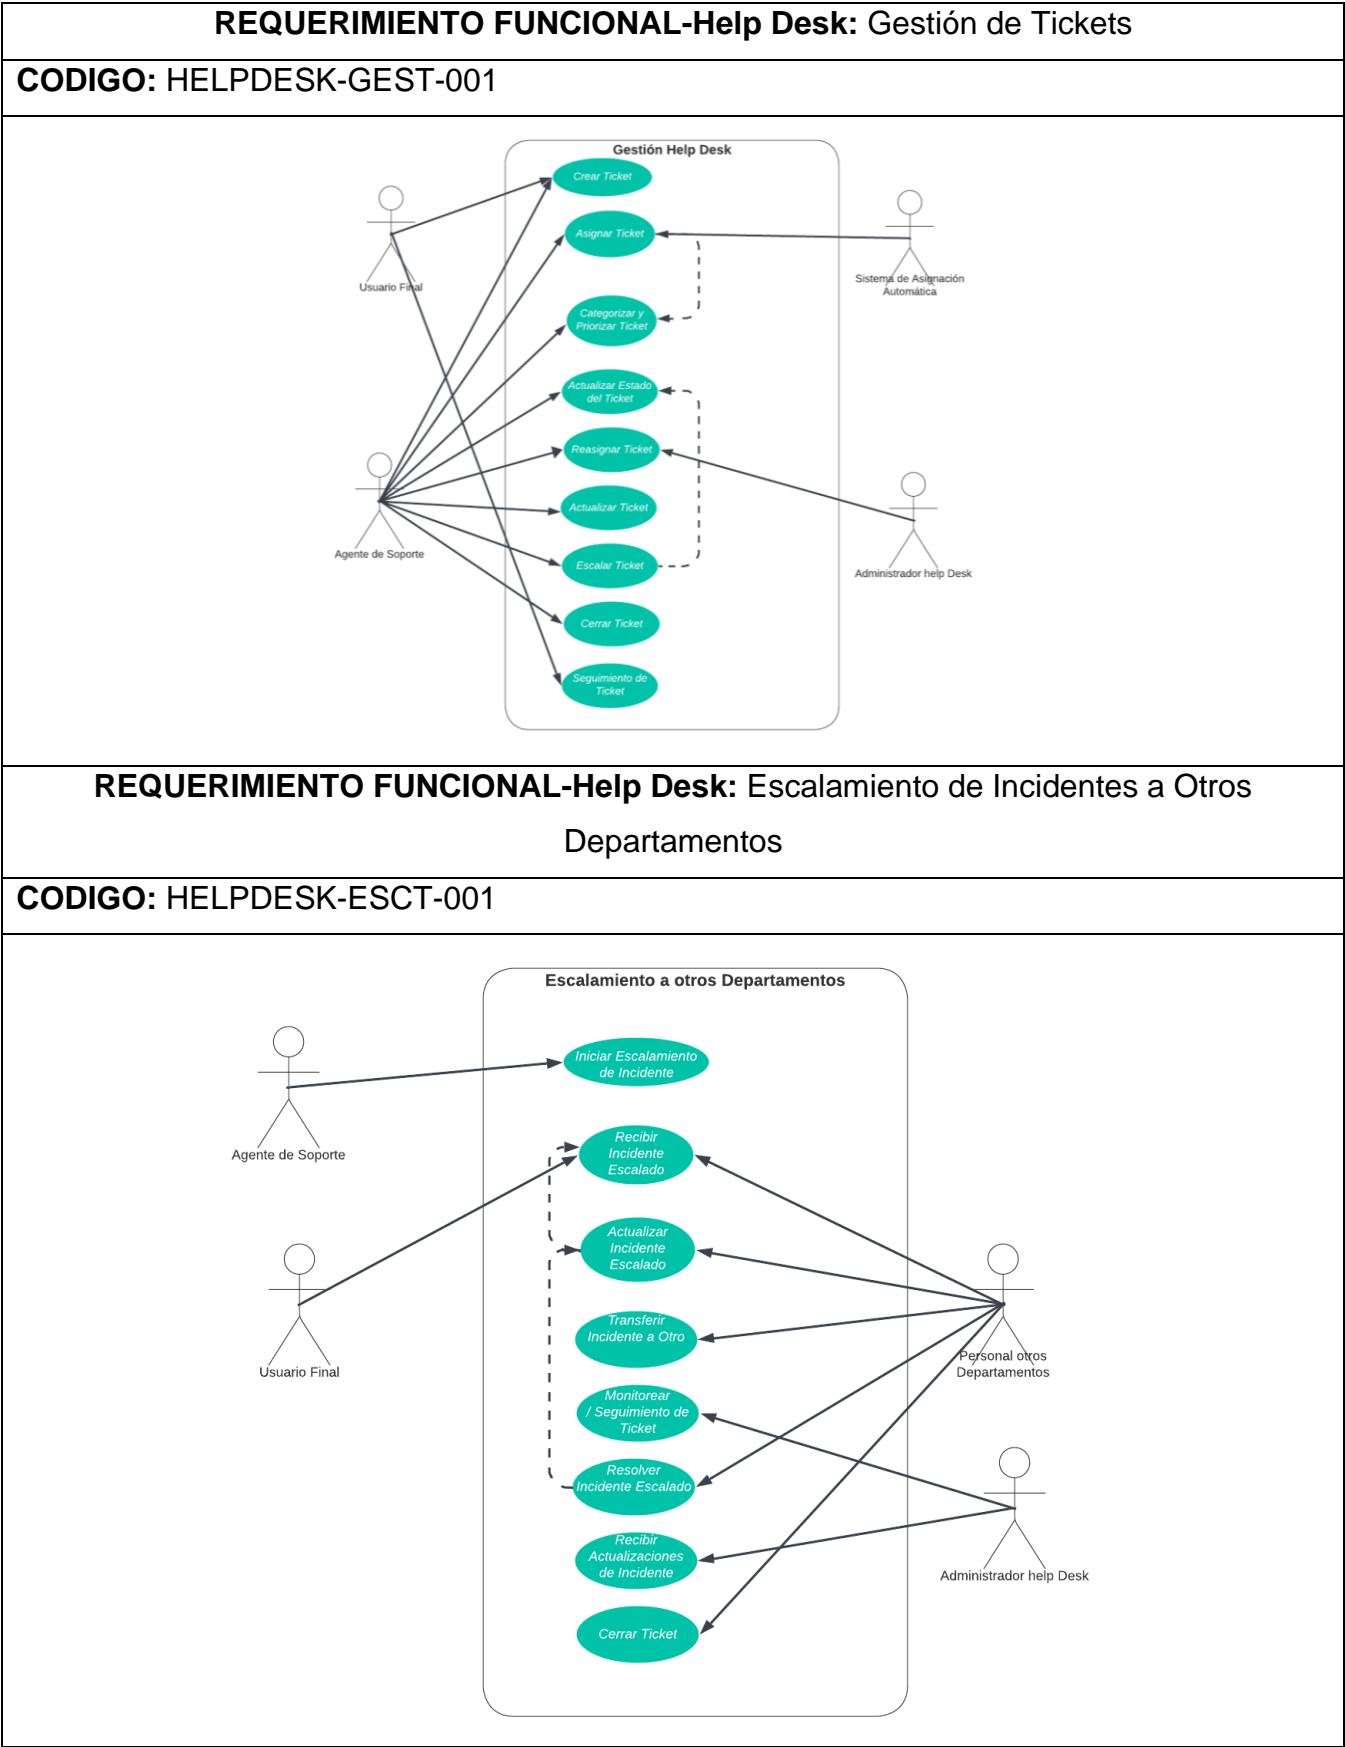 REQUERIMIENTO FUNCIONAL-Help Desk: Gestión de Tickets
CODIGO: HELPDESK-GEST-001
Gestión Help Desk
Crear Ticket
Asignar Ticket
Usuario Final
Sistema de Asignación
Automática
Categorizar y
Priorizar Ticket
Actualizar Estado
del Ticket
Reasignar Ticket
Actualizar Ticket
Agente de Soporte
Escalar Ticket
Administrador help Desk
Cerrar Ticket
Seguimiento de
Ticket
REQUERIMIENTO FUNCIONAL-Help Desk: Escalamiento de Incidentes a Otros
Departamentos
CODIGO: HELPDESK-ESCT-001
Escalamiento a otros Departamentos
Iniciar Escalamiento
de Incidente
Agente de Soporte
Recibir
Incidente
Escalado
Actualizar
Incidente
Escalado
Transferir
Incidente a Otro
Usuario Final
Personal otros
Departamentos
Monitorear
/ Seguimiento de
Ticket
Resolver
Incidente Escalado
Recibir
Actualizaciones
de Incidente
Administrador help Desk
Cerrar Ticket